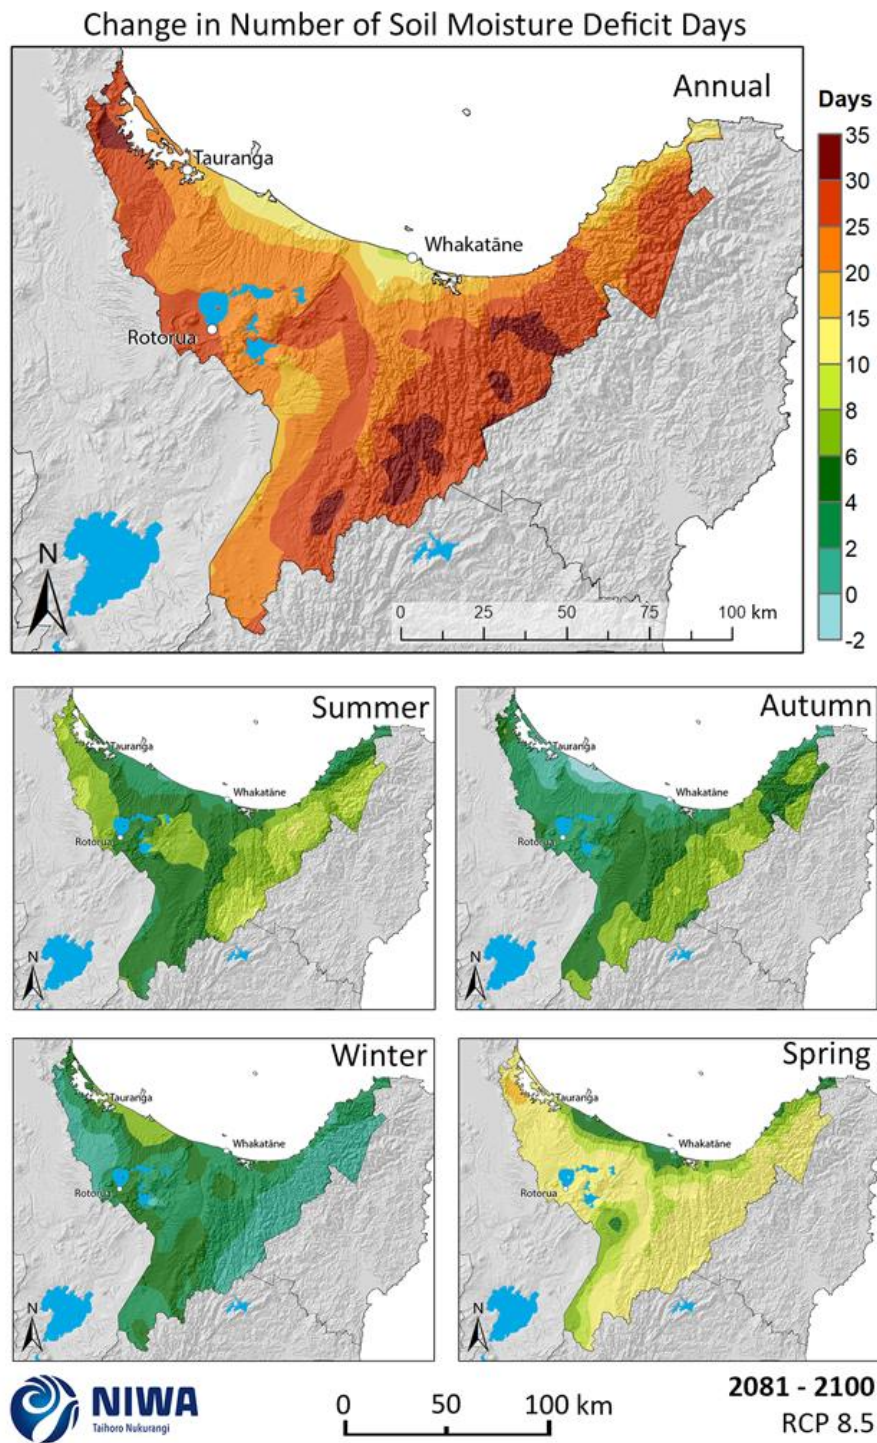 Change in Number of Soil Moisture Deficit Days
Annual
Days
35
30
25
20
15
10
8
6
4
2
0
-2
Tauranga
Whakatāne
Rotorua
N
0 25 50 75 100 km
Summer
Tauranga
Whakatāne
Rotorua
N
Autumn
Tauranga
Whakatāne
Rotorua
N
Winter
Tauranga
Whakatāne
Rotorua
N
Spring
Tauranga
Whakatāne
Rotorua
N
NIWA
Taihoro Nukurangi
0 50 100 km
2081 - 2100
RCP 8.5